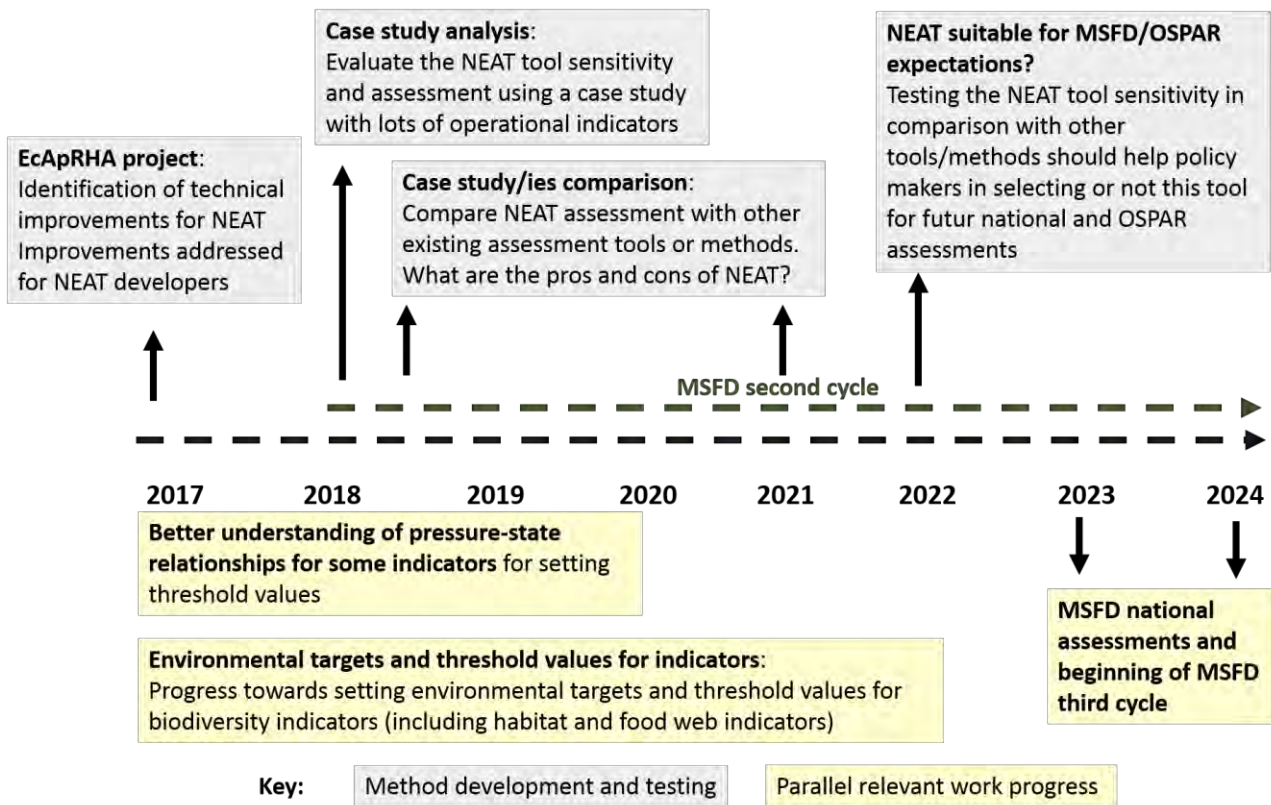 Case study analysis:
Evaluate the NEAT tool sensitivity
and assessment using a case study
with lots of operational indicators
NEAT suitable for MSFD/OSPAR
expectations?
Testing the NEAT tool sensitivity in
comparison with other
tools/methods should help policy
makers in selecting or not this tool
for futur national and OSPAR
assessments
EcApRHA project:
Identification of technical
improvements for NEAT
Improvements addressed
for NEAT developers
Case study/ies comparison:
Compare NEAT assessment with other
existing assessment tools or methods.
What are the pros and cons of NEAT?
MSFD second cycle
2017 2018 2019 2020 2021 2022 2023 2024
Better understanding of pressure-state
relationships for some indicators for setting
threshold values
Environmental targets and threshold values for indicators:
Progress towards setting environmental targets and threshold values for
biodiversity indicators (including habitat and food web indicators)
MSFD national
assessments and
beginning of MSFD
third cycle
Key: Method development and testing Parallel relevant work progress